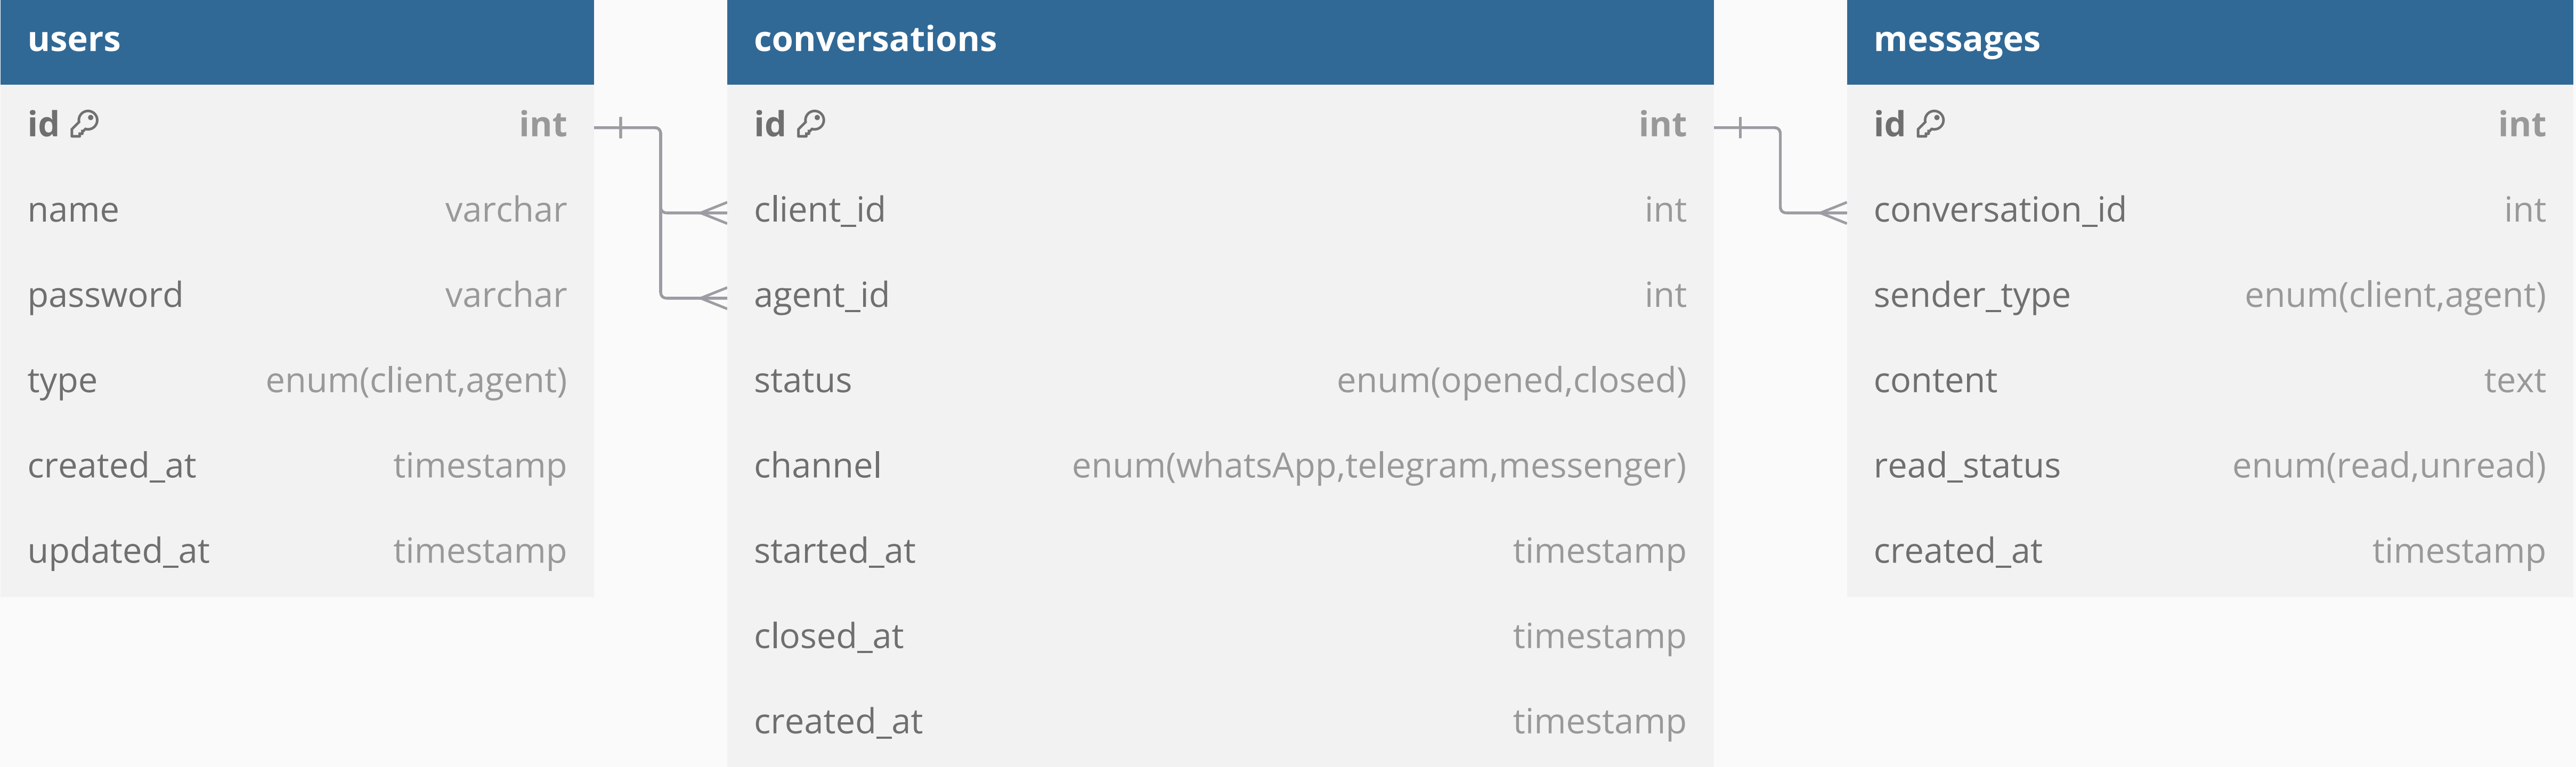 users
id int
name varchar
password varchar
type enum(client,agent)
created_at timestamp
updated_at timestamp
conversations
id int
client_id int
agent_id int
status enum(opened,closed)
channel enum(whatsApp,telegram,messenger)
started_at timestamp
closed_at timestamp
created_at timestamp
messages
id int
conversation_id int
sender_type enum(client,agent)
content text
read_status enum(read,unread)
created_at timestamp